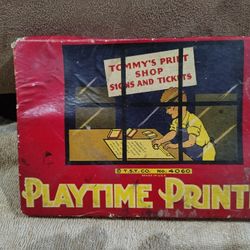 TOMMY'S PRINT
SHOP
SIGNS AND TICKETS
NO. 4060
PLAYTIME PRINT